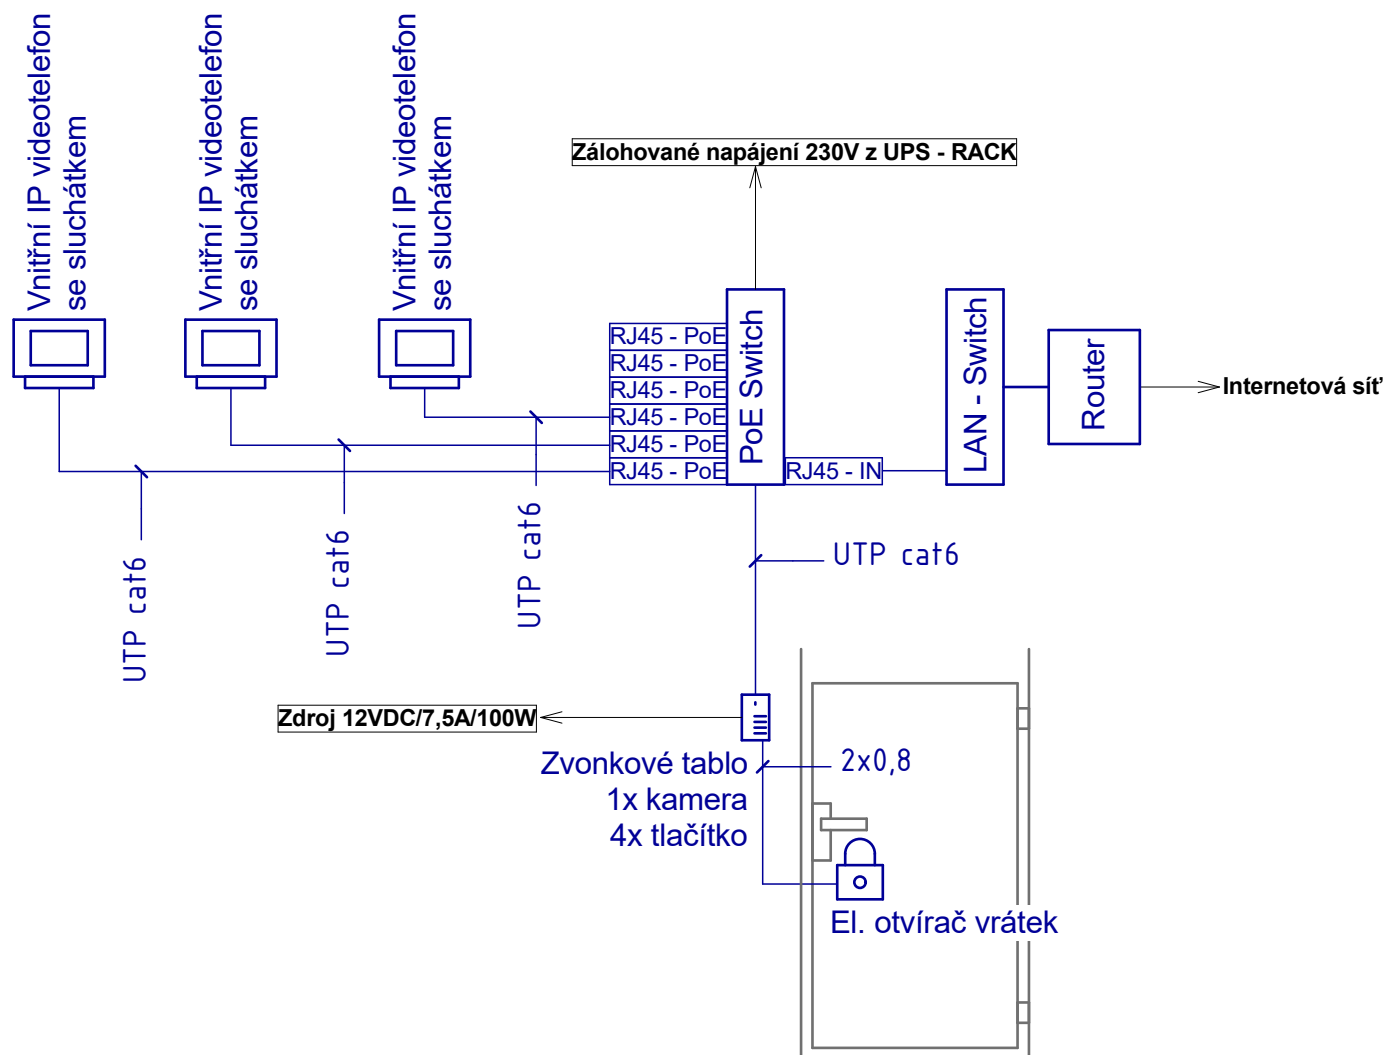 Vnitřní IP videotelefon
se sluchátkem
Vnitřní IP videotelefon
se sluchátkem
Vnitřní IP videotelefon
se sluchátkem
Zálohované napájení 230V z UPS - RACK
RJ45 - PoE
RJ45 - PoE
RJ45 - PoE
RJ45 - PoE
RJ45 - PoE
RJ45 - PoE
PoE Switch
RJ45 - IN
LAN - Switch
Router
Internetová síť
UTP cat6
UTP cat6
UTP cat6
UTP cat6
Zdroj 12VDC/7,5A/100W
Zvonkové tablo
1x kamera
4x tlačítko
2x0,8
El. otvírač vrátek